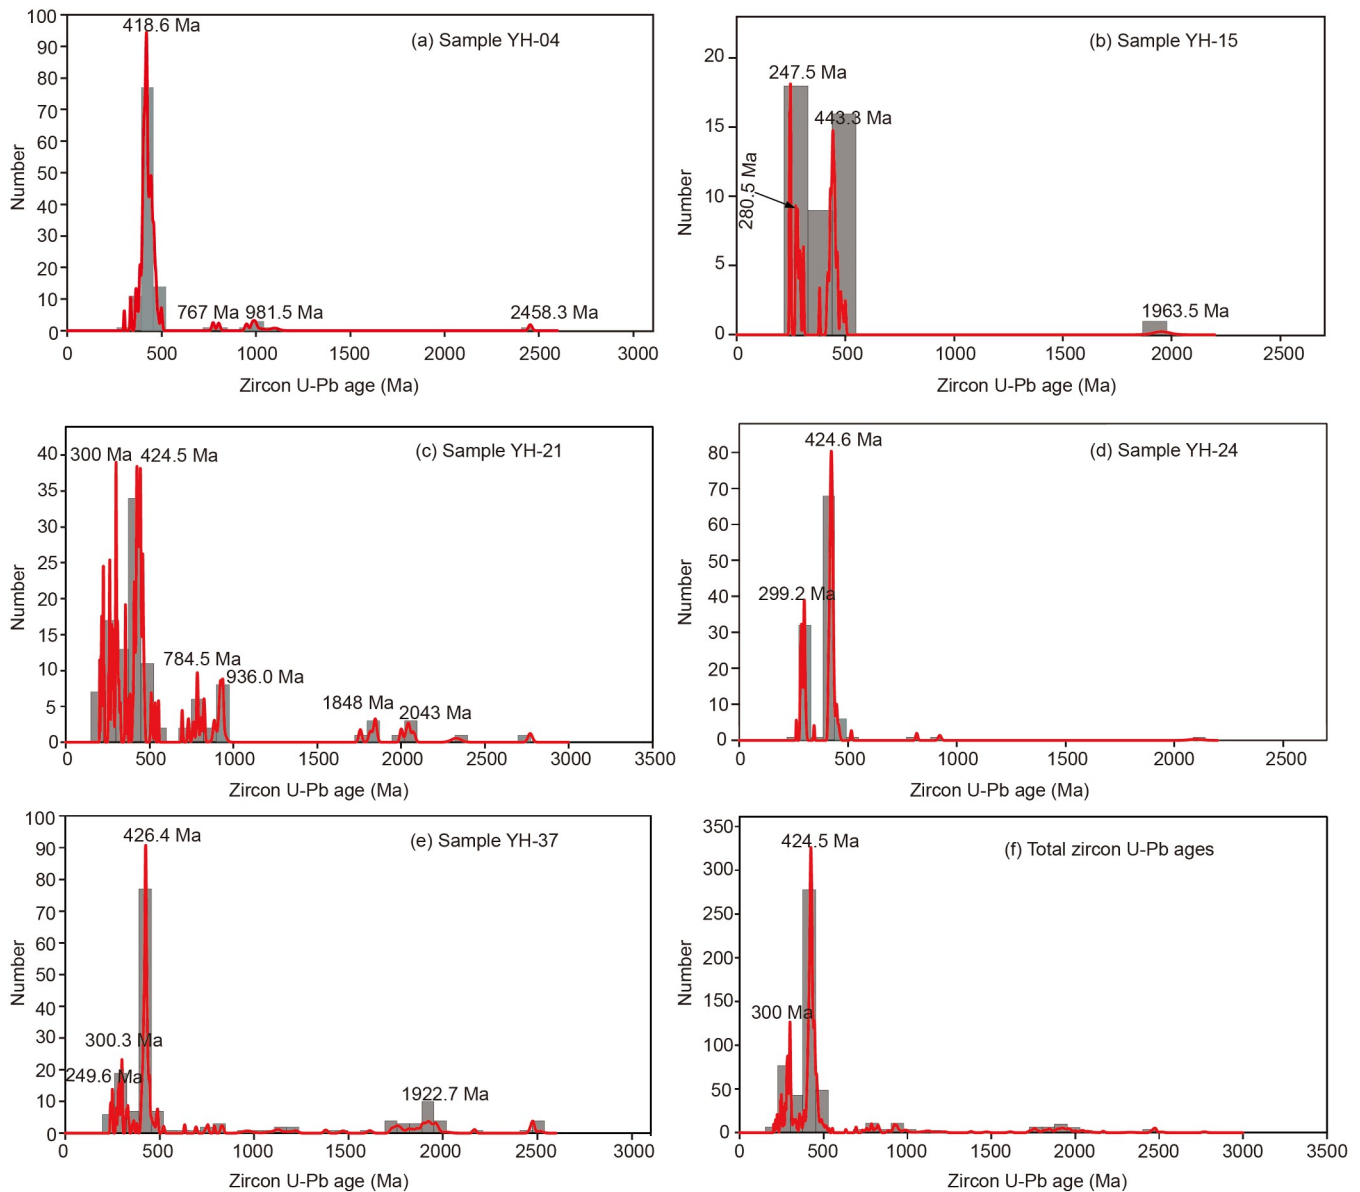 (a) Sample YH-04
418.6 Ma
767 Ma
981.5 Ma
2458.3 Ma
Number
100
90
80
70
60
50
40
30
20
10
0
0 500 1000 1500 2000 2500 3000
Zircon U-Pb age (Ma)
(b) Sample YH-15
247.5 Ma
443.3 Ma
280.5 Ma
1963.5 Ma
Number
20
15
10
5
0
0 500 1000 1500 2000 2500
Zircon U-Pb age (Ma)
(c) Sample YH-21
300 Ma
424.5 Ma
784.5 Ma
936.0 Ma
1848 Ma
2043 Ma
Number
40
35
30
25
20
15
10
5
0
0 500 1000 1500 2000 2500 3000 3500
Zircon U-Pb age (Ma)
(d) Sample YH-24
424.6 Ma
299.2 Ma
Number
80
70
60
50
40
30
20
10
0
0 500 1000 1500 2000 2500
Zircon U-Pb age (Ma)
(e) Sample YH-37
426.4 Ma
300.3 Ma
249.6 Ma
1922.7 Ma
Number
100
90
80
70
60
50
40
30
20
10
0
0 500 1000 1500 2000 2500 3000
Zircon U-Pb age (Ma)
(f) Total zircon U-Pb ages
424.5 Ma
300 Ma
Number
350
300
250
200
150
100
50
0
0 500 1000 1500 2000 2500 3000 3500
Zircon U-Pb age (Ma)